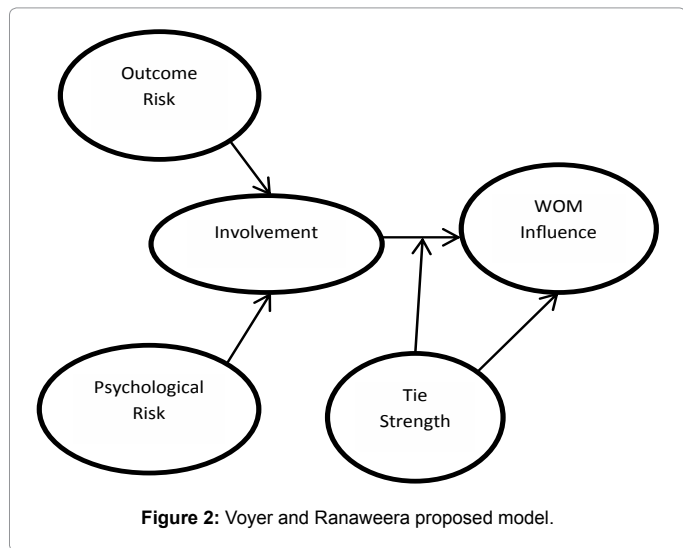 Outcome
Risk
Involvement
WOM
Influence
Psychological
Risk
Tie
Strength
Figure 2: Voyer and Ranaweera proposed model.